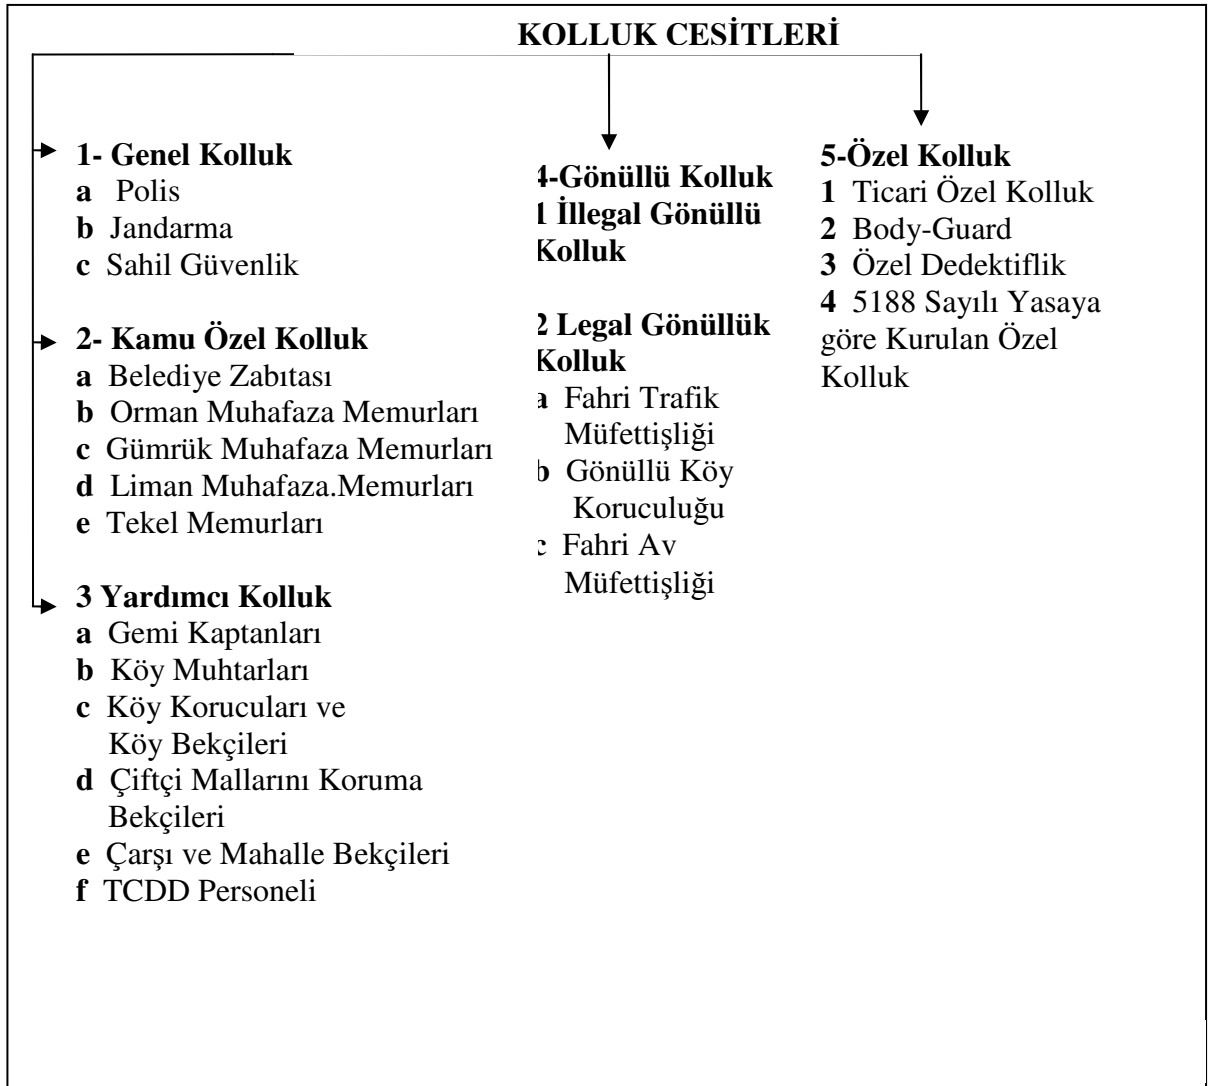 KOLLUK CESİTLERİ
1- Genel Kolluk
a Polis
b Jandarma
c Sahil Güvenlik
2- Kamu Özel Kolluk
a Belediye Zabıtası
b Orman Muhafaza Memurları
c Gümrük Muhafaza Memurları
d Liman Muhafaza.Memurları
e Tekel Memurları
3 Yardımcı Kolluk
a Gemi Kaptanları
b Köy Muhtarları
c Köy Korucuları ve
Köy Bekçileri
d Çiftçi Mallarını Koruma
Bekçileri
e Çarşı ve Mahalle Bekçileri
f TCDD Personeli
4-Gönüllü Kolluk
1 İllegal Gönüllü
Kolluk
2 Legal Gönüllük
Kolluk
a Fahri Trafik
Müfettişliği
b Gönüllü Köy
Koruculuğu
c Fahri Av
Müfettişliği
5-Özel Kolluk
1 Ticari Özel Kolluk
2 Body-Guard
3 Özel Dedektiflik
4 5188 Sayılı Yasaya
göre Kurulan Özel
Kolluk